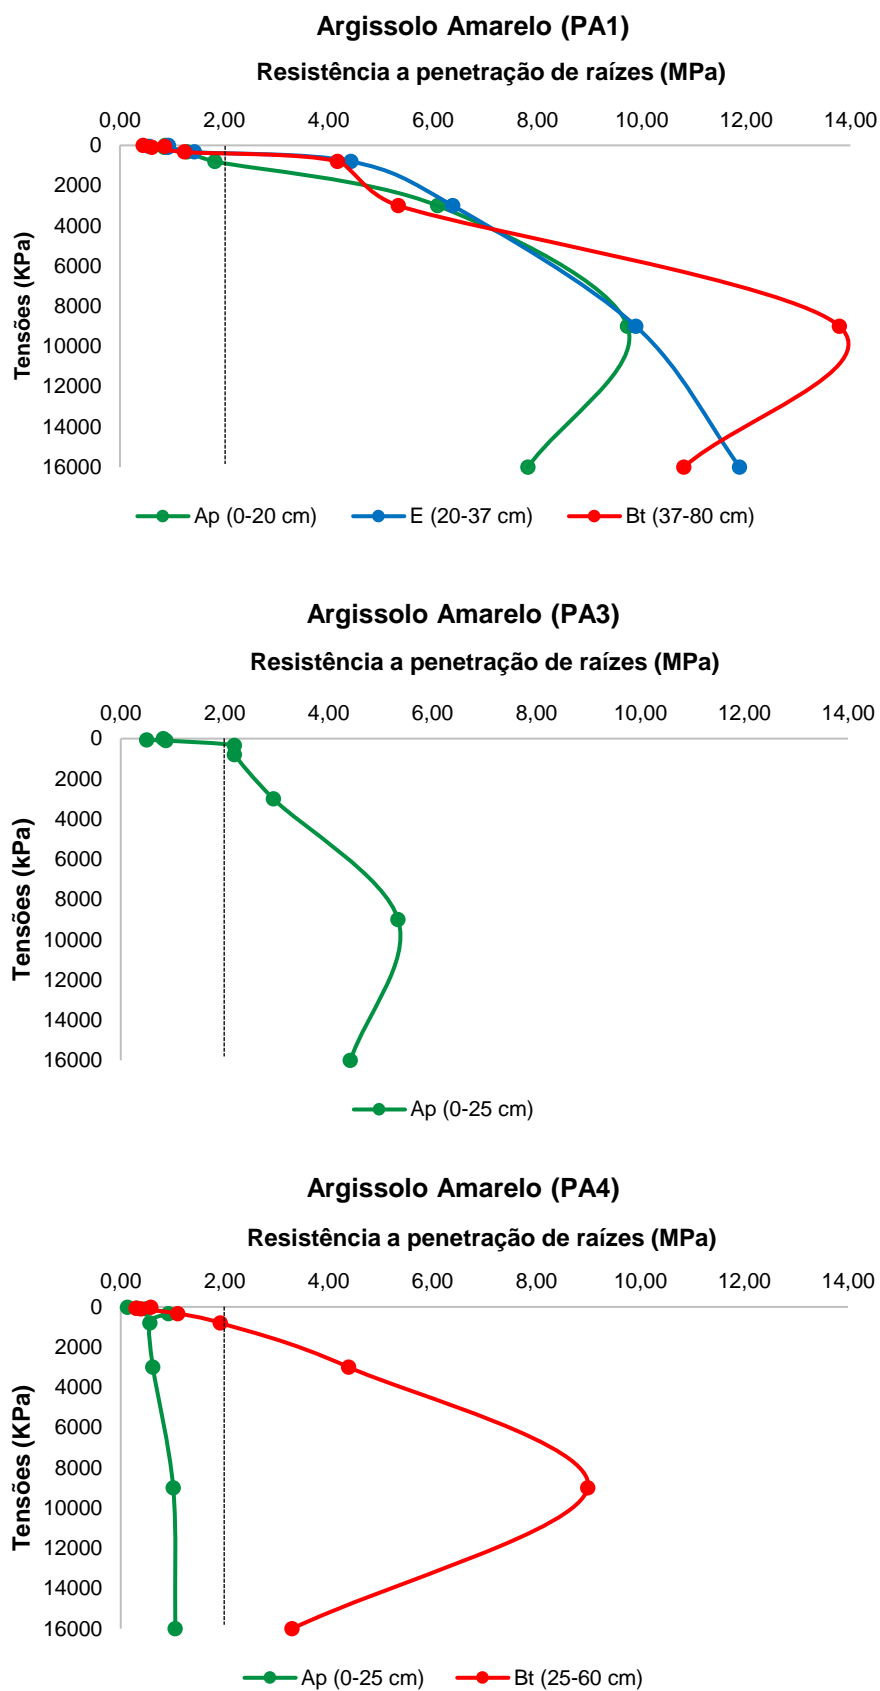 Argissolo Amarelo (PA1)
Resistência a penetração de raízes (MPa)
0,00 2,00 4,00 6,00 8,00 10,00 12,00 14,00
0
2000
4000
6000
8000
10000
12000
14000
16000
Tensões (KPa)
Ap (0-20 cm) E (20-37 cm) Bt (37-80 cm)
Argissolo Amarelo (PA3)
Resistência a penetração de raízes (MPa)
0,00 2,00 4,00 6,00 8,00 10,00 12,00 14,00
0
2000
4000
6000
8000
10000
12000
14000
16000
Tensões (kPa)
Ap (0-25 cm)
Argissolo Amarelo (PA4)
Resistência a penetração de raízes (MPa)
0,00 2,00 4,00 6,00 8,00 10,00 12,00 14,00
0
2000
4000
6000
8000
10000
12000
14000
16000
Tensões (KPa)
Ap (0-25 cm) Bt (25-60 cm)